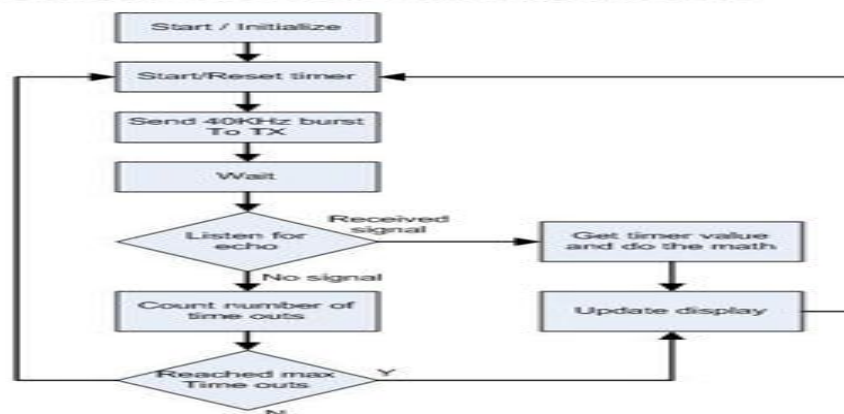 Start / Initialize
Start/Reset timer
Send 40KHz burst
To TX
Wait
Listen for
echo
Received
signal
Get timer value
and do the math
No signal
Count number of
time outs
Update display
Reached max
Time outs
Y
N